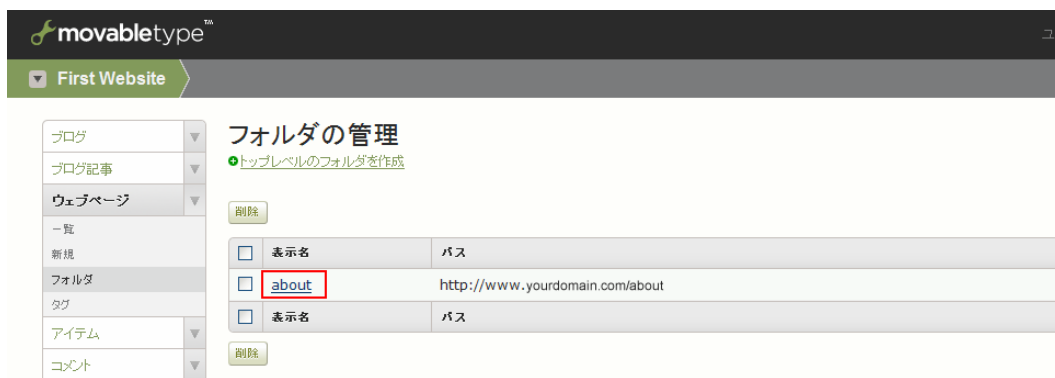 movabletype™
ユ
First Website
ブログ
ブログ記事
ウェブページ
一覧
新規
フォルダ
タグ
アイテム
コメント
フォルダの管理
トップレベルのフォルダを作成
削除
表示名 パス
about http://www.yourdomain.com/about
表示名 パス
削除